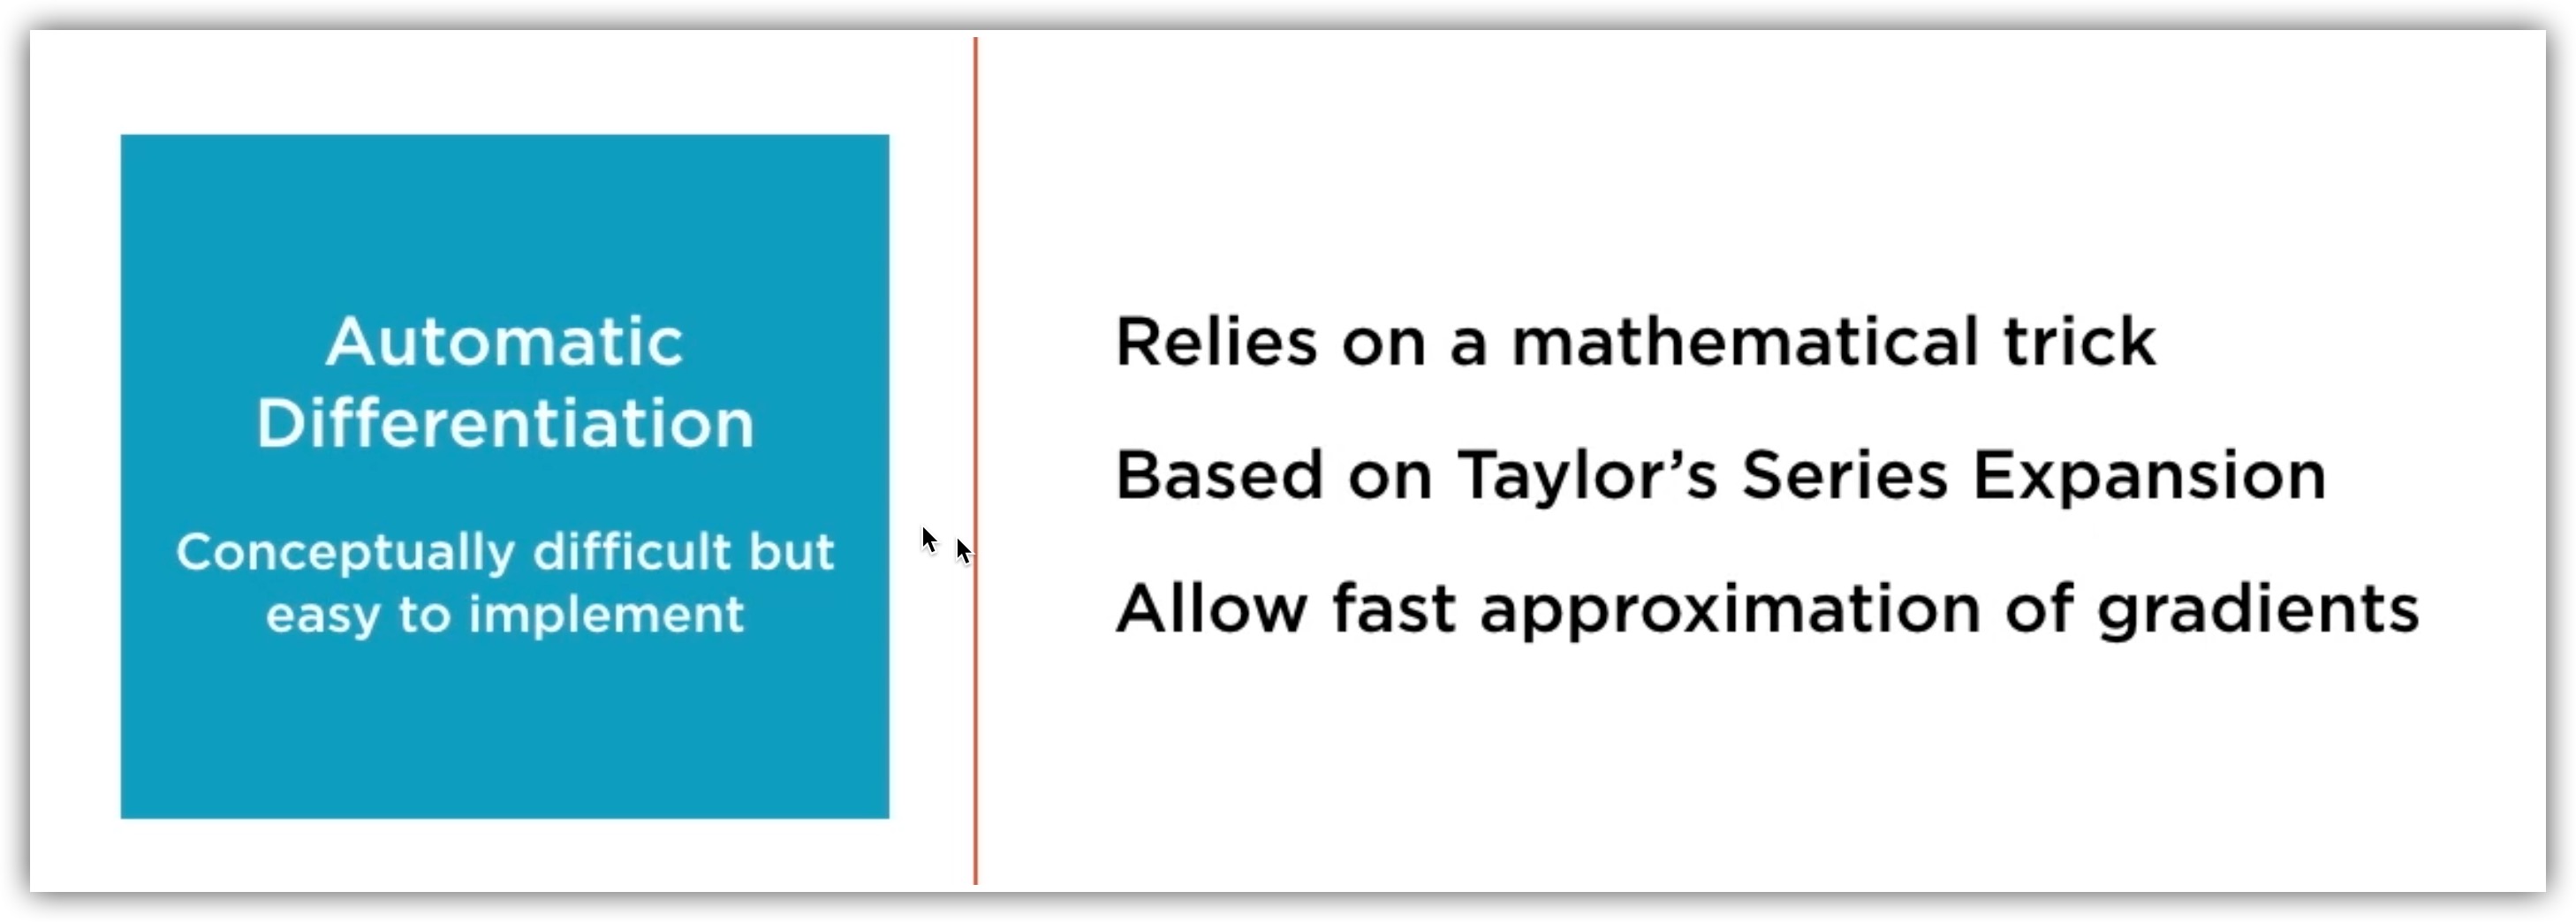 Automatic
Differentiation
Conceptually difficult but
easy to implement
Relies on a mathematical trick
Based on Taylor’s Series Expansion
Allow fast approximation of gradients